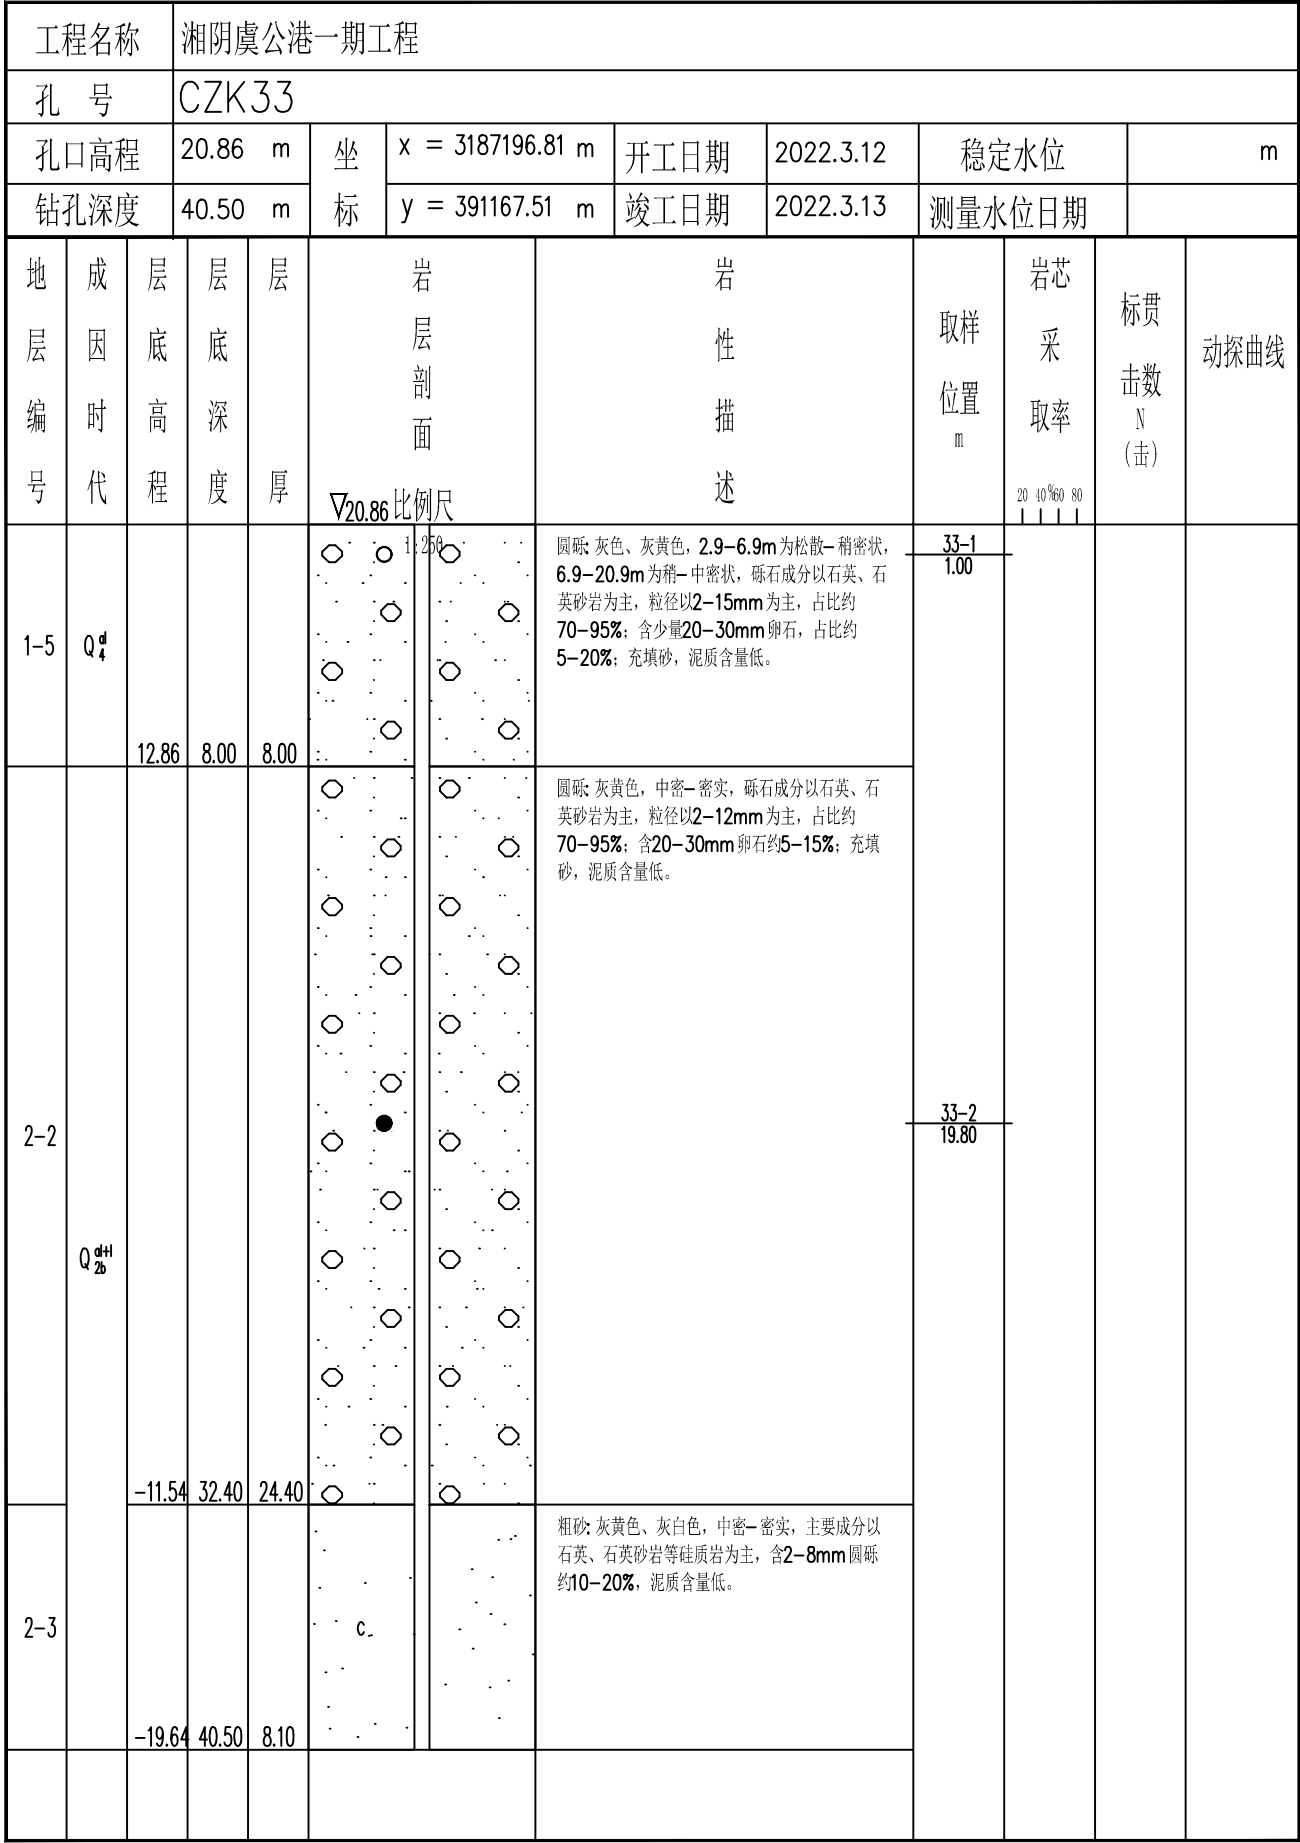 工程名称 湘阴虞公港一期工程
孔 号 CZK33
孔口高程 20.86 m 坐 x = 3187196.81 m 开工日期 2022.3.12 稳定水位 m
钻孔深度 40.50 m 标 y = 391167.51 m 竣工日期 2022.3.13 测量水位日期
地层编号
成因时代
层底高程
层底深度
层厚
岩层剖面
▽20.86 比例尺
1:250
岩性描述
取样
位置
m
岩芯
采
取率
20 40 % 60 80
标贯
击数
N
(击)
动探曲线
1-5 Q al 4 12.86 8.00 8.00
圆砾: 灰色、灰黄色, 2.9-6.9m为松散-稍密状,
6.9-20.9m为稍-中密状, 砾石成分以石英、石
英砂岩为主, 粒径以2-15mm为主, 占比约
70-95%; 含少量20-30mm卵石, 占比约
5-20%; 充填砂, 泥质含量低。
33-1
1.00
2-2 Q al+l 2b -11.54 32.40 24.40
圆砾: 灰黄色, 中密-密实, 砾石成分以石英、石
英砂岩为主, 粒径以2-12mm为主, 占比约
70-95%; 含20-30mm卵石约5-15%; 充填
砂, 泥质含量低。
33-2
19.80
2-3 -19.64 40.50 8.10
c
粗砂: 灰黄色、灰白色, 中密-密实, 主要成分以
石英、石英砂岩等硅质岩为主, 含2-8mm圆砾
约10-20%, 泥质含量低。